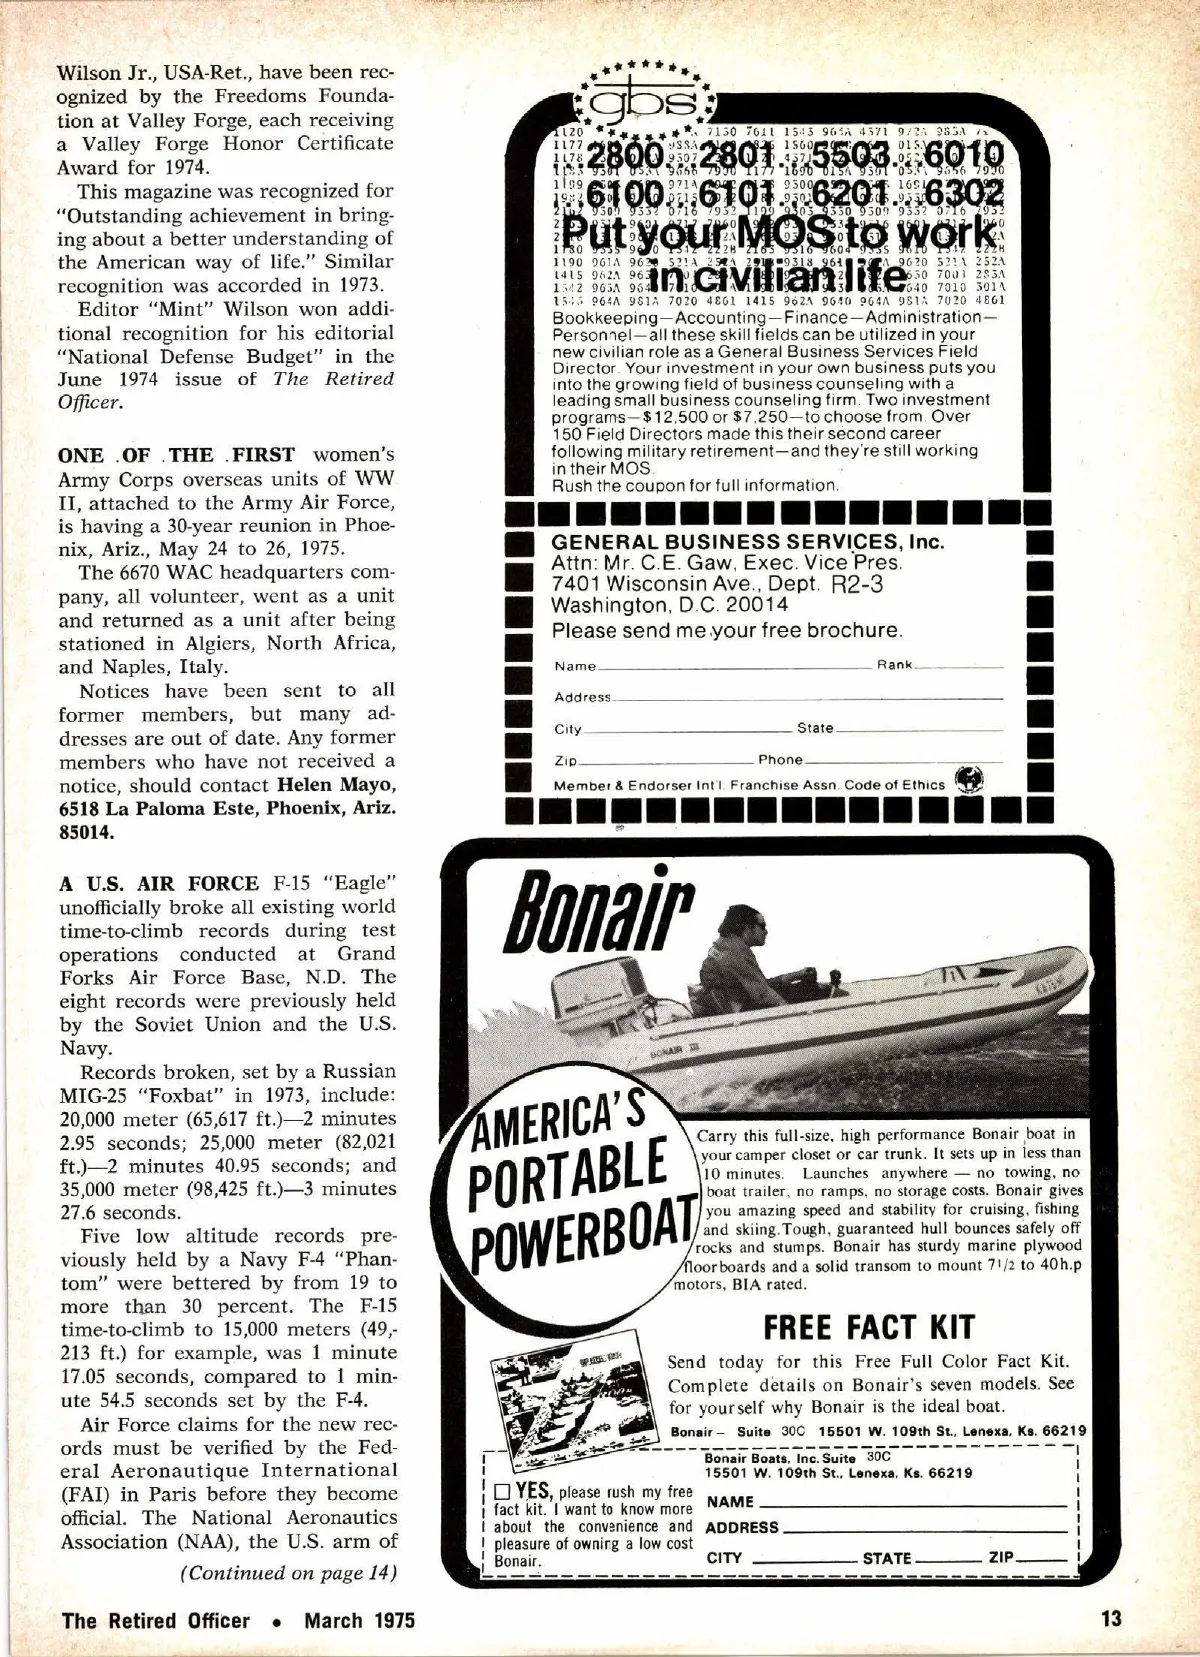 Wilson Jr., USA-Ret., have been rec-
ognized by the Freedoms Founda-
tion at Valley Forge, each receiving
a Valley Forge Honor Certificate
Award for 1974.
This magazine was recognized for
"Outstanding achievement in bring-
ing about a better understanding of
the American way of life." Similar
recognition was accorded in 1973.
Editor "Mint" Wilson won addi-
tional recognition for his editorial
"National Defense Budget" in the
June 1974 issue of The Retired
Officer.
ONE .OF .THE .FIRST women's
Army Corps overseas units of WW
II, attached to the Army Air Force,
is having a 30-year reunion in Phoe-
nix, Ariz., May 24 to 26, 1975.
The 6670 WAC headquarters com-
pany, all volunteer, went as a unit
and returned as a unit after being
stationed in Algiers, North Africa,
and Naples, Italy.
Notices have been sent to all
former members, but many ad-
dresses are out of date. Any former
members who have not received a
notice, should contact Helen Mayo,
6518 La Paloma Este, Phoenix, Ariz.
85014.
A U.S. AIR FORCE F-15 "Eagle"
unofficially broke all existing world
time-to-climb records during test
operations conducted at Grand
Forks Air Force Base, N.D. The
eight records were previously held
by the Soviet Union and the U.S.
Navy.
Records broken, set by a Russian
MIG-25 "Foxbat" in 1973, include:
20,000 meter (65,617 ft.)—2 minutes
2.95 seconds; 25,000 meter (82,021
ft.)—2 minutes 40.95 seconds; and
35,000 meter (98,425 ft.)—3 minutes
27.6 seconds.
Five low altitude records pre-
viously held by a Navy F-4 "Phan-
tom" were bettered by from 19 to
more than 30 percent. The F-15
time-to-climb to 15,000 meters (49,-
213 ft.) for example, was 1 minute
17.05 seconds, compared to 1 min-
ute 54.5 seconds set by the F-4.
Air Force claims for the new rec-
ords must be verified by the Fed-
eral Aeronautique International
(FAI) in Paris before they become
official. The National Aeronautics
Association (NAA), the U.S. arm of
(Continued on page 14)
gbs
...2800...2801...5503...6010
...6100...6101...6201...6302
Put your MOS to work
in civilian life
Bookkeeping—Accounting—Finance—Administration—
Personnel—all these skill fields can be utilized in your
new civilian role as a General Business Services Field
Director. Your investment in your own business puts you
into the growing field of business counseling with a
leading small business counseling firm. Two investment
programs—$12,500 or $7,250—to choose from. Over
150 Field Directors made this their second career
following military retirement—and they're still working
in their MOS.
Rush the coupon for full information.
GENERAL BUSINESS SERVICES, Inc.
Attn: Mr. C.E. Gaw, Exec. Vice Pres.
7401 Wisconsin Ave., Dept. R2-3
Washington, D.C. 20014
Please send me your free brochure.
Name Rank
Address
City State
Zip Phone
Member & Endorser Int'l. Franchise Assn. Code of Ethics
Bonair
BONAIR III
AMERICA'S
PORTABLE
POWERBOAT
Carry this full-size, high performance Bonair boat in
your camper closet or car trunk. It sets up in less than
10 minutes. Launches anywhere — no towing, no
boat trailer, no ramps, no storage costs. Bonair gives
you amazing speed and stability for cruising, fishing
and skiing. Tough, guaranteed hull bounces safely off
rocks and stumps. Bonair has sturdy marine plywood
floorboards and a solid transom to mount 7 1/2 to 40 h.p
motors, BIA rated.
FREE FACT KIT
Send today for this Free Full Color Fact Kit.
Complete details on Bonair's seven models. See
for yourself why Bonair is the ideal boat.
Bonair – Suite 30C 15501 W. 109th St., Lenexa, Ks. 66219
Bonair Boats, Inc. Suite 30C
15501 W. 109th St., Lenexa, Ks. 66219
YES, please rush my free
fact kit. I want to know more
about the convenience and
pleasure of owning a low cost
Bonair.
NAME
ADDRESS
CITY STATE ZIP
The Retired Officer • March 1975
13